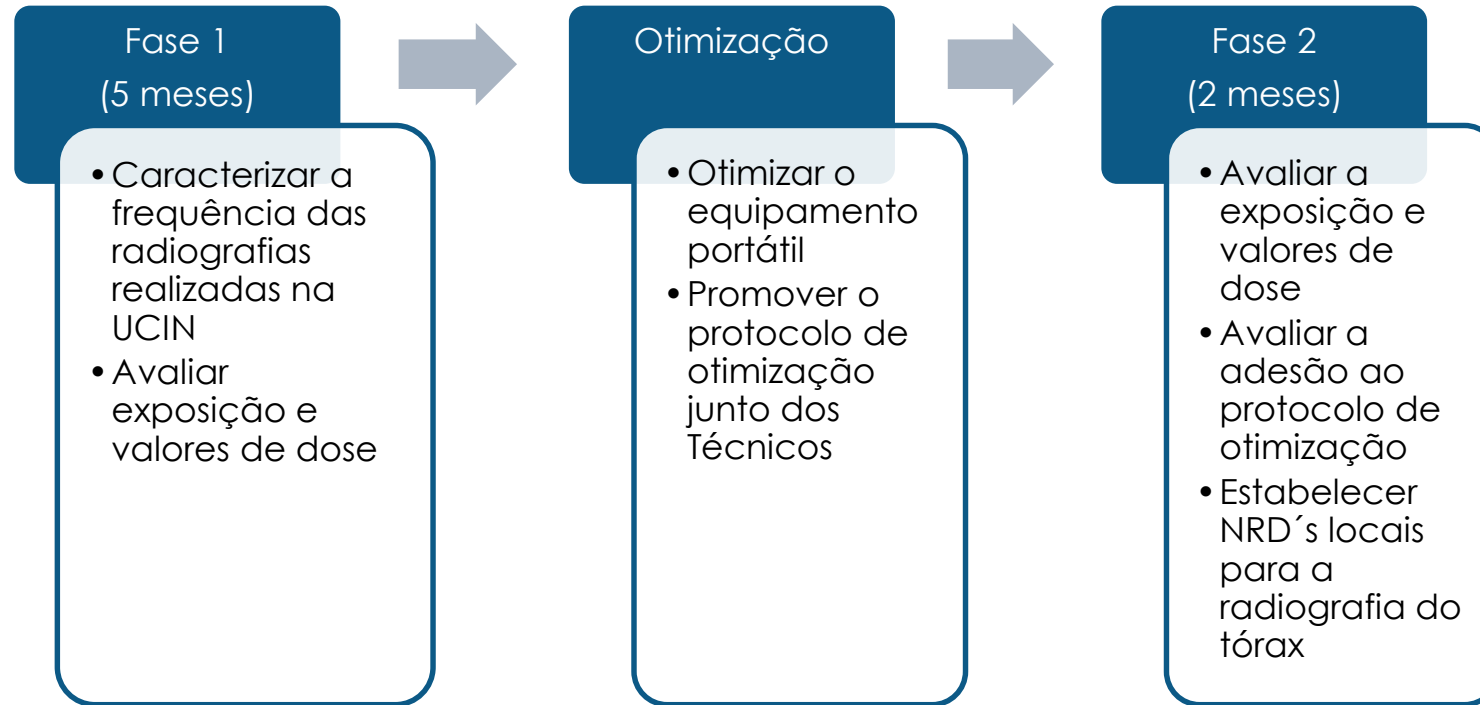 Fase 1
(5 meses)
•Caracterizar a
frequência das
radiografias
realizadas na
UCIN
•Avaliar
exposição e
valores de dose
Otimização
•Otimizar o
equipamento
portátil
•Promover o
protocolo de
otimização
junto dos
Técnicos
Fase 2
(2 meses)
•Avaliar a
exposição e
valores de
dose
•Avaliar a
adesão ao
protocolo de
otimização
•Estabelecer
NRD´s locais
para a
radiografia do
tórax